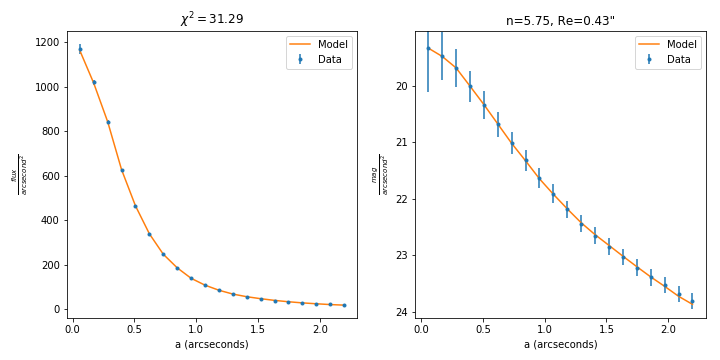 χ² = 31.29
1200
1000
800
600
400
200
0
0.0 0.5 1.0 1.5 2.0
a (arcseconds)
flux
arcsecond²
Model
Data
n=5.75, Re=0.43"
20
21
22
23
24
0.0 0.5 1.0 1.5 2.0
a (arcseconds)
mag
arcsecond²
Model
Data